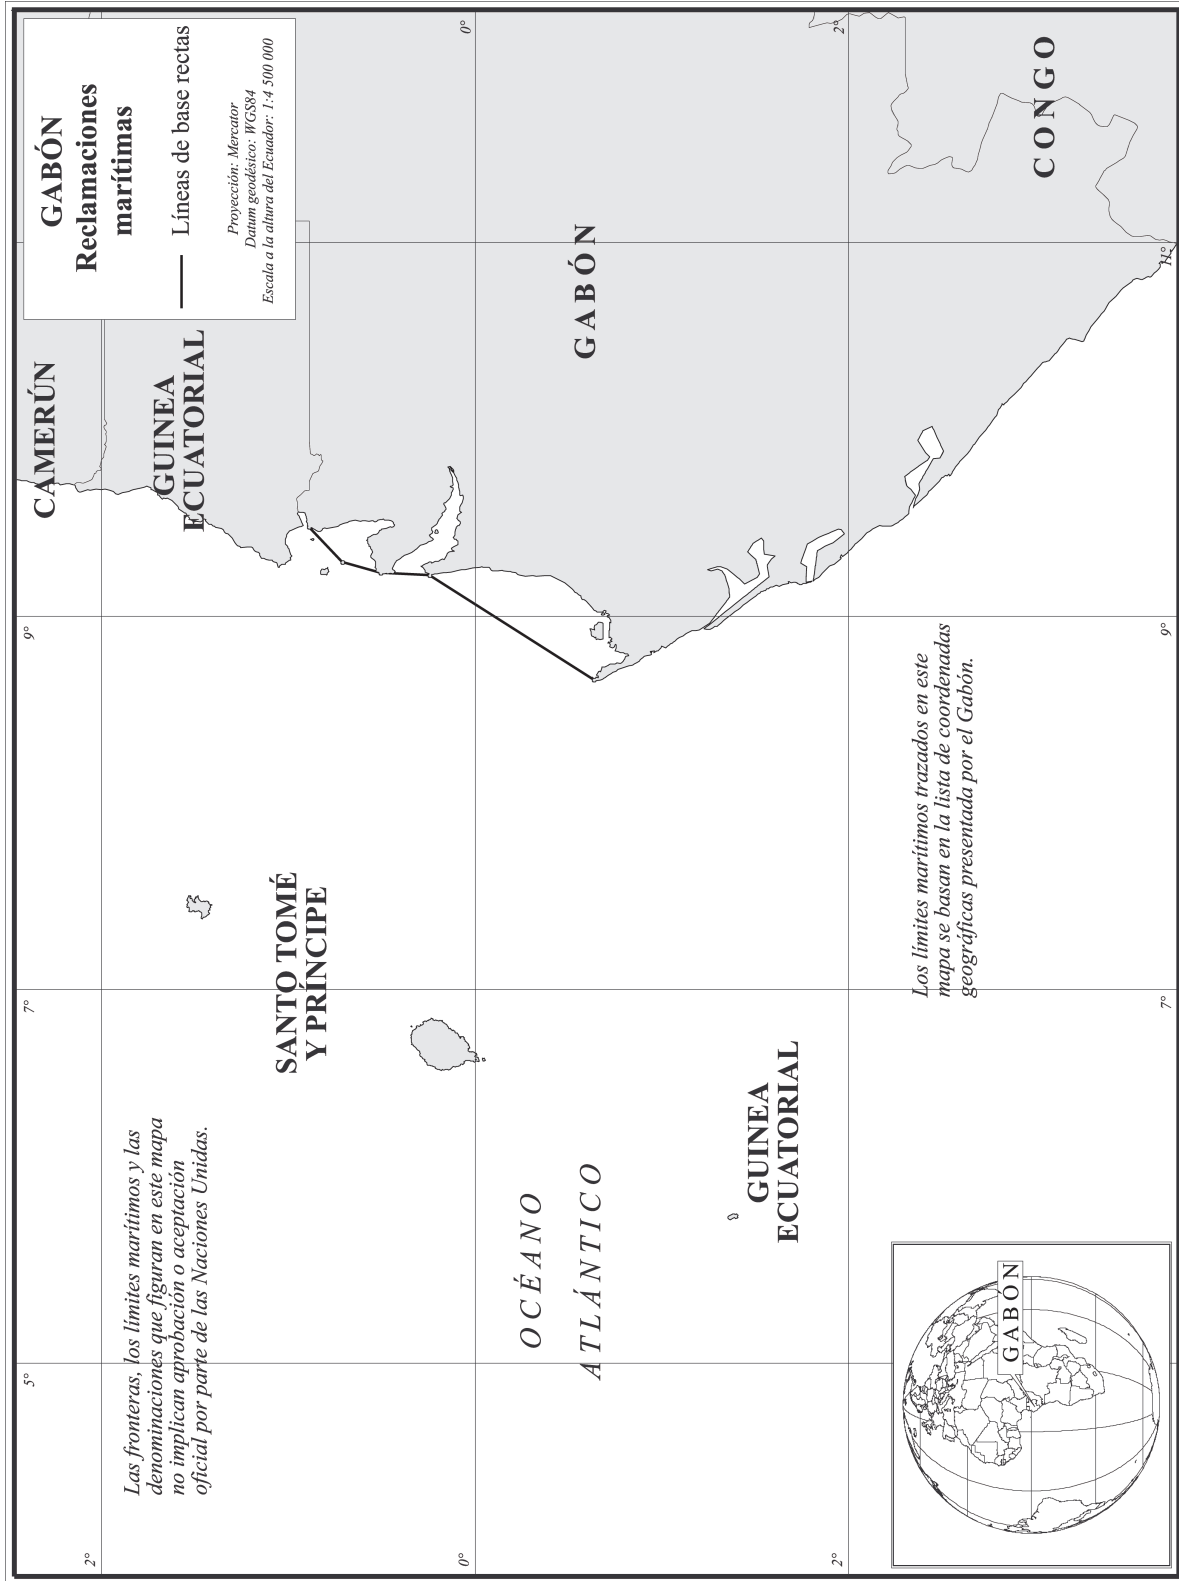 GABÓN
Reclamaciones
marítimas
Líneas de base rectas
Proyección: Mercator
Datum geodésico: WGS84
Escala a la altura del Ecuador: 1:4 500 000
5°
7°
9°
2°
2°
Las fronteras, los límites marítimos y las
denominaciones que figuran en este mapa
no implican aprobación o aceptación
oficial por parte de las Naciones Unidas.
CAMERÚN
GUINEA
ECUATORIAL
SANTO TOMÉ
Y PRÍNCIPE
0°
0°
OCÉANO
ATLÁNTICO
GABÓN
GUINEA
ECUATORIAL
2°
2°
Los límites marítimos trazados en este
mapa se basan en la lista de coordenadas
geográficas presentada por el Gabón.
CONGO
GABÓN
7°
9°
11°